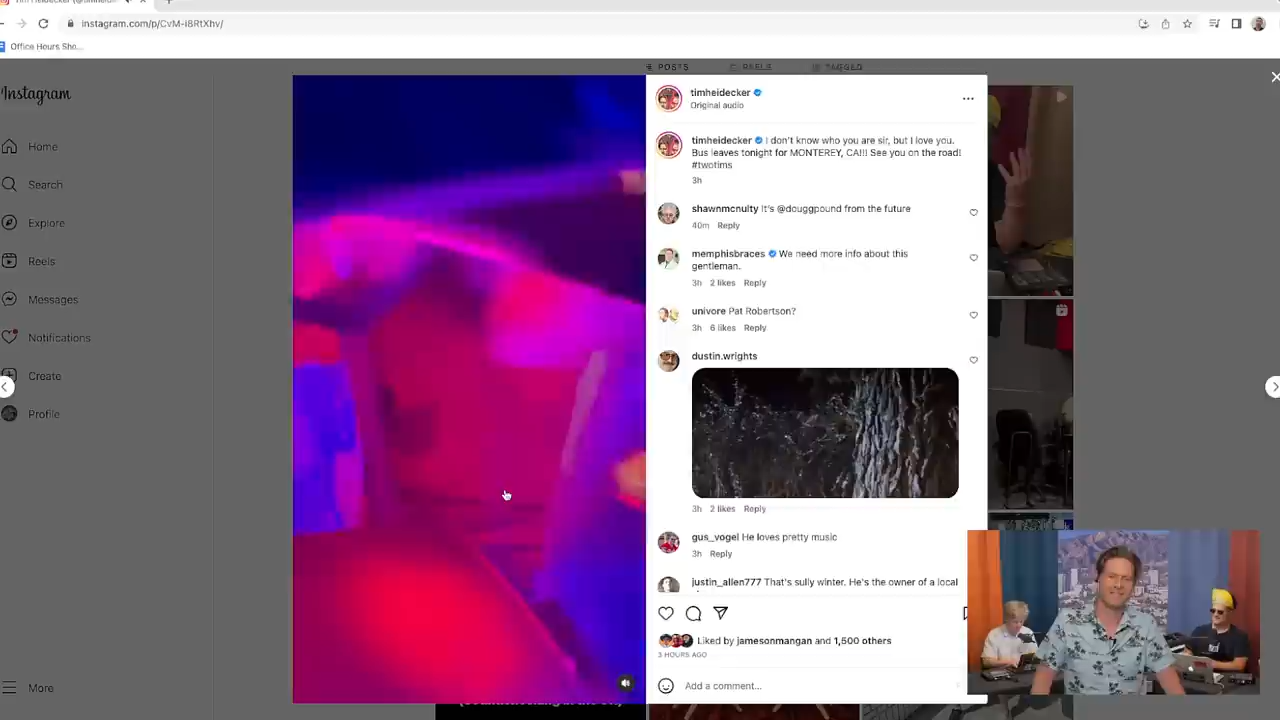 instagram.com/p/CvM-i8RtXhv/
Office Hours Sho...
POSTS
REELS
TAGGED
Instagram
Home
Search
Explore
Reels
Messages
Notifications
Create
Profile
More
timheidecker
Original audio
timheidecker I don't know who you are sir, but I love you.
Bus leaves tonight for MONTEREY, CA!!! See you on the road!
#twotims
3h
shawnmcnulty It's @douggpound from the future
40m Reply
memphisbraces We need more info about this
gentleman.
3h 2 likes Reply
univore Pat Robertson?
3h 6 likes Reply
dustin.wrights
3h 2 likes Reply
gus_vogel He loves pretty music
3h Reply
justin_allen777 That's sully winter. He's the owner of a local
Liked by jamesonmangan and 1,500 others
3 HOURS AGO
Add a comment...